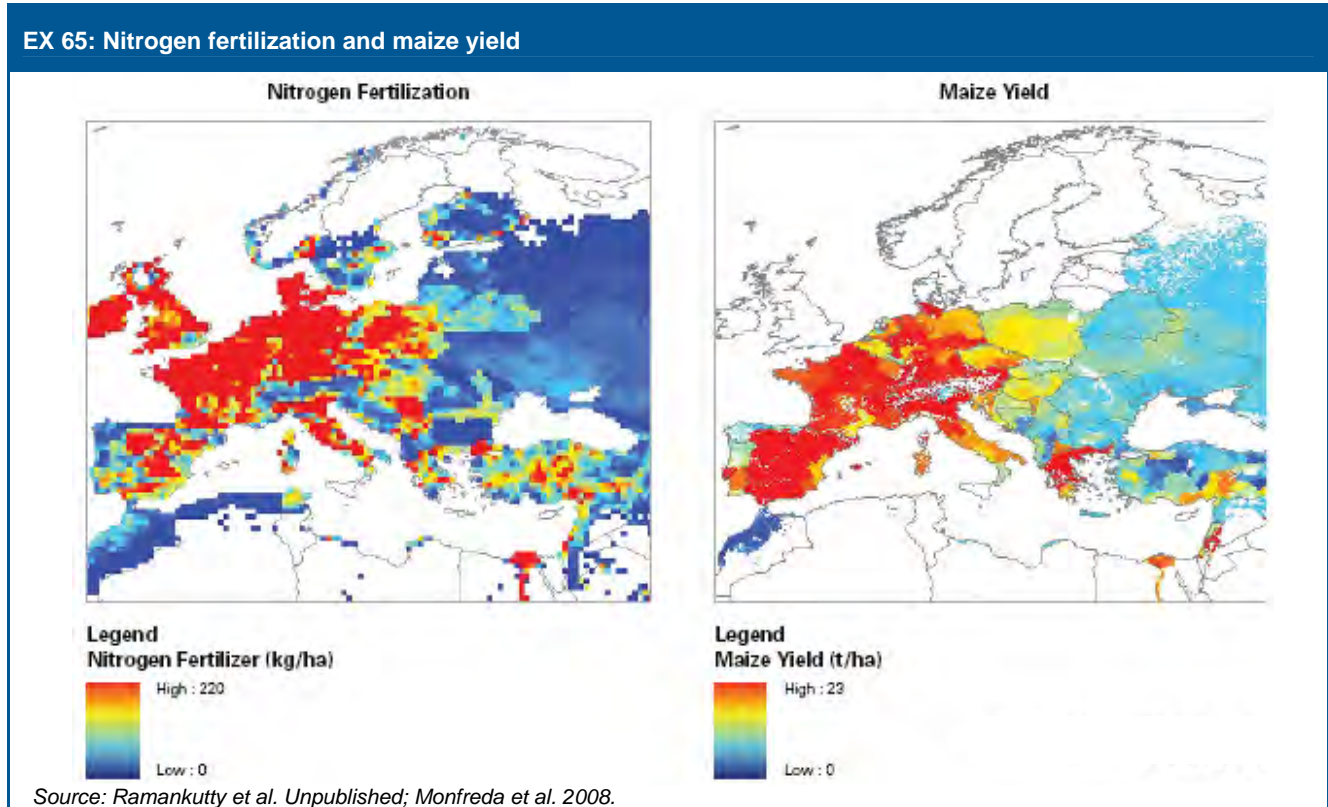 EX 65: Nitrogen fertilization and maize yield
Nitrogen Fertilization
Maize Yield
Legend
Nitrogen Fertilizer (kg/ha)
High : 220
Low : 0
Legend
Maize Yield (t/ha)
High : 23
Low : 0
Source: Ramankutty et al. Unpublished; Monfreda et al. 2008.